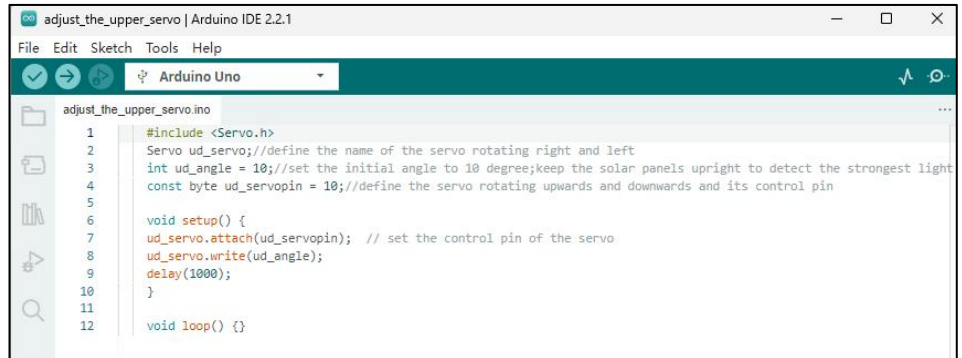 adjust_the_upper_servo | Arduino IDE 2.2.1
File Edit Sketch Tools Help
Arduino Uno
adjust_the_upper_servo.ino
1 #include <Servo.h>
2 Servo ud_servo;//define the name of the servo rotating right and left
3 int ud_angle = 10;//set the initial angle to 10 degree;keep the solar panels upright to detect the strongest light
4 const byte ud_servopin = 10;//define the servo rotating upwards and downwards and its control pin
5
6 void setup() {
7 ud_servo.attach(ud_servopin);  // set the control pin of the servo
8 ud_servo.write(ud_angle);
9 delay(1000);
10 }
11
12 void loop() {}